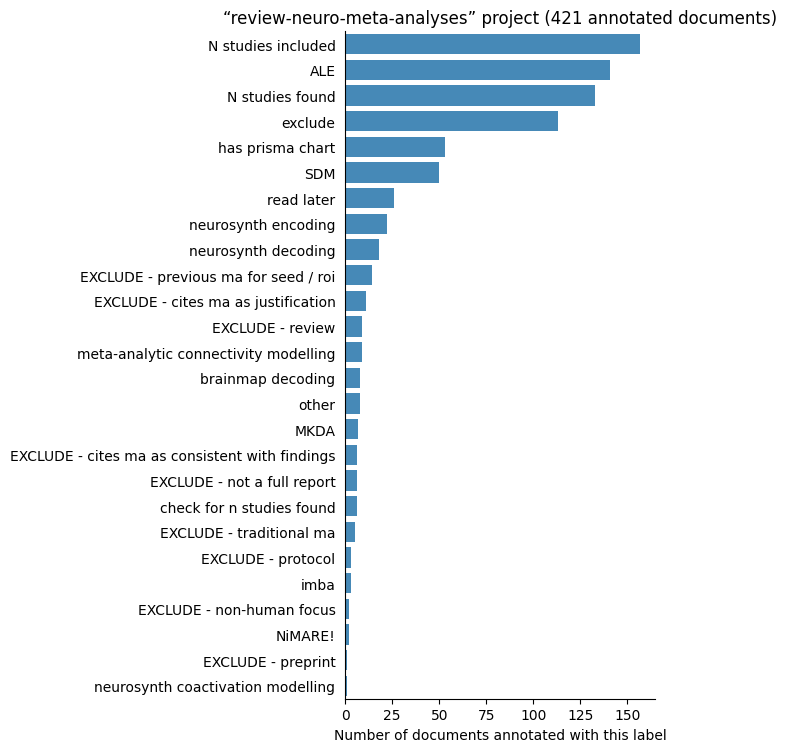 “review-neuro-meta-analyses” project (421 annotated documents)
N studies included
ALE
N studies found
exclude
has prisma chart
SDM
read later
neurosynth encoding
neurosynth decoding
EXCLUDE - previous ma for seed / roi
EXCLUDE - cites ma as justification
EXCLUDE - review
meta-analytic connectivity modelling
brainmap decoding
other
MKDA
EXCLUDE - cites ma as consistent with findings
EXCLUDE - not a full report
check for n studies found
EXCLUDE - traditional ma
EXCLUDE - protocol
imba
EXCLUDE - non-human focus
NiMARE!
EXCLUDE - preprint
neurosynth coactivation modelling
0 25 50 75 100 125 150
Number of documents annotated with this label